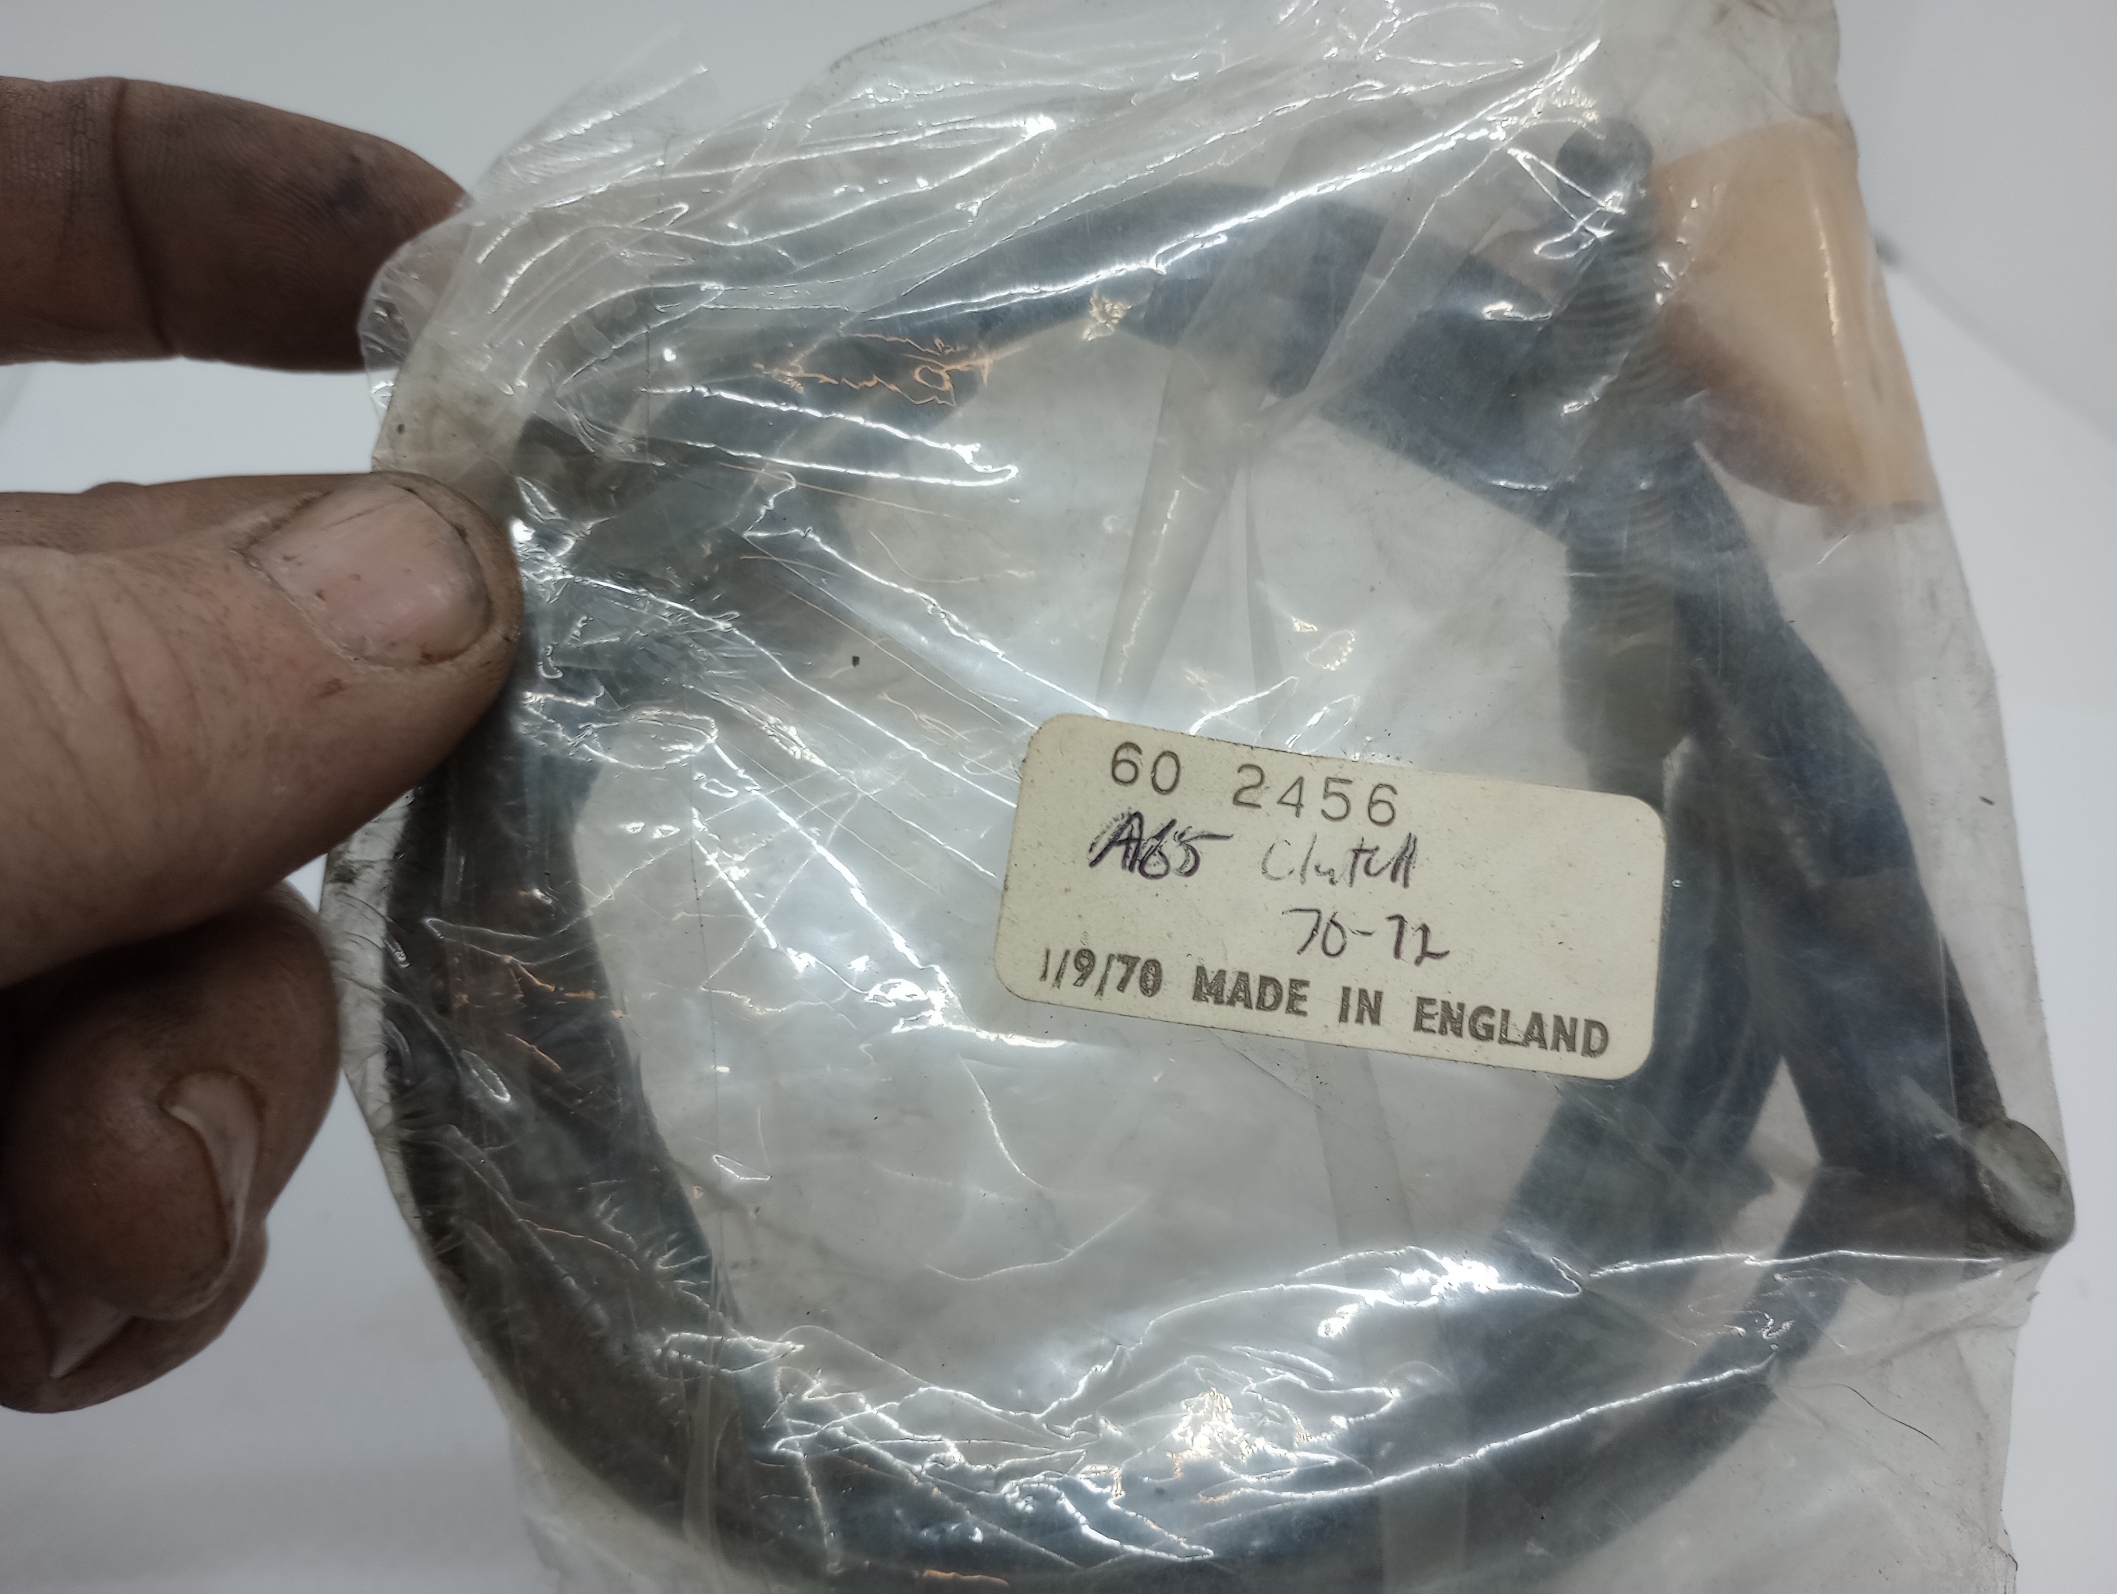 60 2456
A65 Clutch
70-72
1/9/70 MADE IN ENGLAND